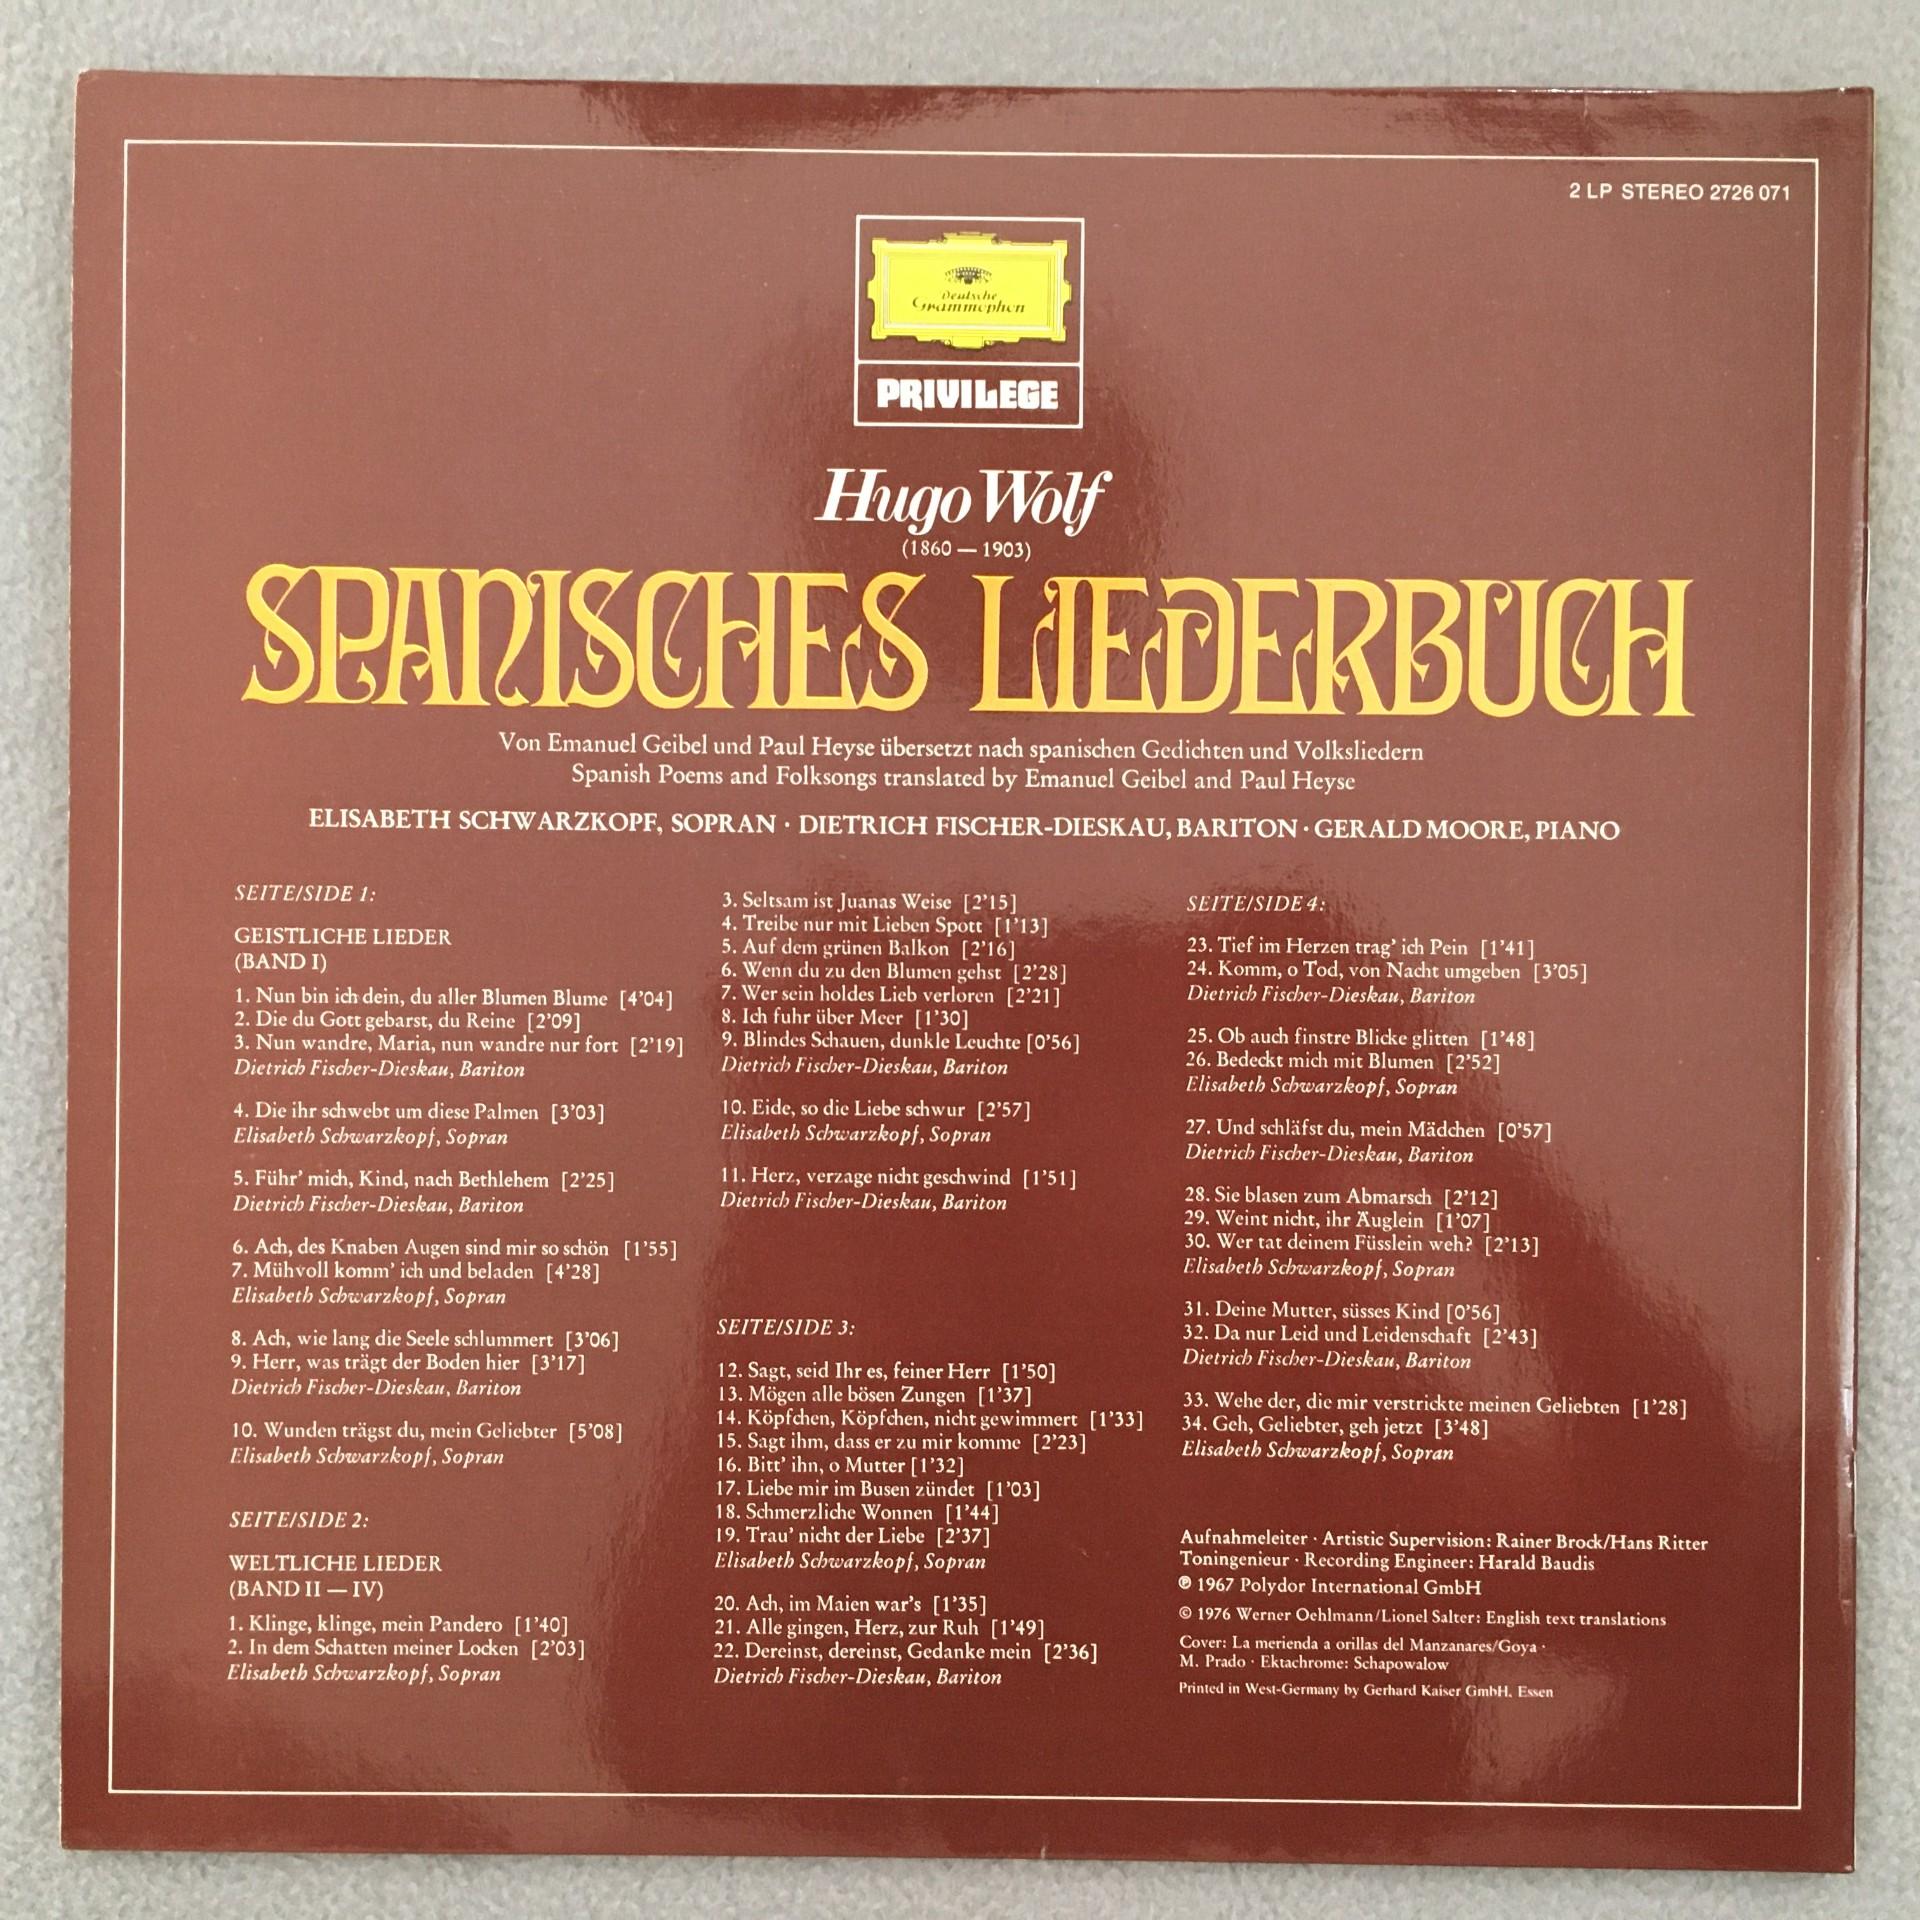 2 LP STEREO 2726 071
Deutsche
Grammophon
PRIVILEGE
Hugo Wolf
(1860 — 1903)
SPANISCHES LIEDERBUCH
Von Emanuel Geibel und Paul Heyse übersetzt nach spanischen Gedichten und Volksliedern
Spanish Poems and Folksongs translated by Emanuel Geibel and Paul Heyse
ELISABETH SCHWARZKOPF, SOPRAN · DIETRICH FISCHER-DIESKAU, BARITON · GERALD MOORE, PIANO
SEITE/SIDE 1:
GEISTLICHE LIEDER
(BAND I)
1. Nun bin ich dein, du aller Blumen Blume [4'04]
2. Die du Gott gebarst, du Reine [2'09]
3. Nun wandre, Maria, nun wandre nur fort [2'19]
Dietrich Fischer-Dieskau, Bariton
4. Die ihr schwebt um diese Palmen [3'03]
Elisabeth Schwarzkopf, Sopran
5. Führ' mich, Kind, nach Bethlehem [2'25]
Dietrich Fischer-Dieskau, Bariton
6. Ach, des Knaben Augen sind mir so schön [1'55]
7. Mühvoll komm' ich und beladen [4'28]
Elisabeth Schwarzkopf, Sopran
8. Ach, wie lang die Seele schlummert [3'06]
9. Herr, was trägt der Boden hier [3'17]
Dietrich Fischer-Dieskau, Bariton
10. Wunden trägst du, mein Geliebter [5'08]
Elisabeth Schwarzkopf, Sopran
SEITE/SIDE 2:
WELTLICHE LIEDER
(BAND II — IV)
1. Klinge, klinge, mein Pandero [1'40]
2. In dem Schatten meiner Locken [2'03]
Elisabeth Schwarzkopf, Sopran
3. Seltsam ist Juanas Weise [2'15]
4. Treibe nur mit Lieben Spott [1'13]
5. Auf dem grünen Balkon [2'16]
6. Wenn du zu den Blumen gehst [2'28]
7. Wer sein holdes Lieb verloren [2'21]
8. Ich fuhr über Meer [1'30]
9. Blindes Schauen, dunkle Leuchte [0'56]
Dietrich Fischer-Dieskau, Bariton
10. Eide, so die Liebe schwur [2'57]
Elisabeth Schwarzkopf, Sopran
11. Herz, verzage nicht geschwind [1'51]
Dietrich Fischer-Dieskau, Bariton
SEITE/SIDE 3:
12. Sagt, seid Ihr es, feiner Herr [1'50]
13. Mögen alle bösen Zungen [1'37]
14. Köpfchen, Köpfchen, nicht gewimmert [1'33]
15. Sagt ihm, dass er zu mir komme [2'23]
16. Bitt' ihn, o Mutter [1'32]
17. Liebe mir im Busen zündet [1'03]
18. Schmerzliche Wonnen [1'44]
19. Trau' nicht der Liebe [2'37]
Elisabeth Schwarzkopf, Sopran
20. Ach, im Maien war's [1'35]
21. Alle gingen, Herz, zur Ruh [1'49]
22. Dereinst, dereinst, Gedanke mein [2'36]
Dietrich Fischer-Dieskau, Bariton
SEITE/SIDE 4:
23. Tief im Herzen trag' ich Pein [1'41]
24. Komm, o Tod, von Nacht umgeben [3'05]
Dietrich Fischer-Dieskau, Bariton
25. Ob auch finstre Blicke glitten [1'48]
26. Bedeckt mich mit Blumen [2'52]
Elisabeth Schwarzkopf, Sopran
27. Und schläfst du, mein Mädchen [0'57]
Dietrich Fischer-Dieskau, Bariton
28. Sie blasen zum Abmarsch [2'12]
29. Weint nicht, ihr Äuglein [1'07]
30. Wer tat deinem Füsslein weh? [2'13]
Elisabeth Schwarzkopf, Sopran
31. Deine Mutter, süsses Kind [0'56]
32. Da nur Leid und Leidenschaft [2'43]
Dietrich Fischer-Dieskau, Bariton
33. Wehe der, die mir verstrickte meinen Geliebten [1'28]
34. Geh, Geliebter, geh jetzt [3'48]
Elisabeth Schwarzkopf, Sopran
Aufnahmeleiter · Artistic Supervision: Rainer Brock/Hans Ritter
Toningenieur · Recording Engineer: Harald Baudis
℗ 1967 Polydor International GmbH
© 1976 Werner Oehlmann/Lionel Salter: English text translations
Cover: La merienda a orillas del Manzanares/Goya ·
M. Prado · Ektachrome: Schapowalow
Printed in West-Germany by Gerhard Kaiser GmbH, Essen